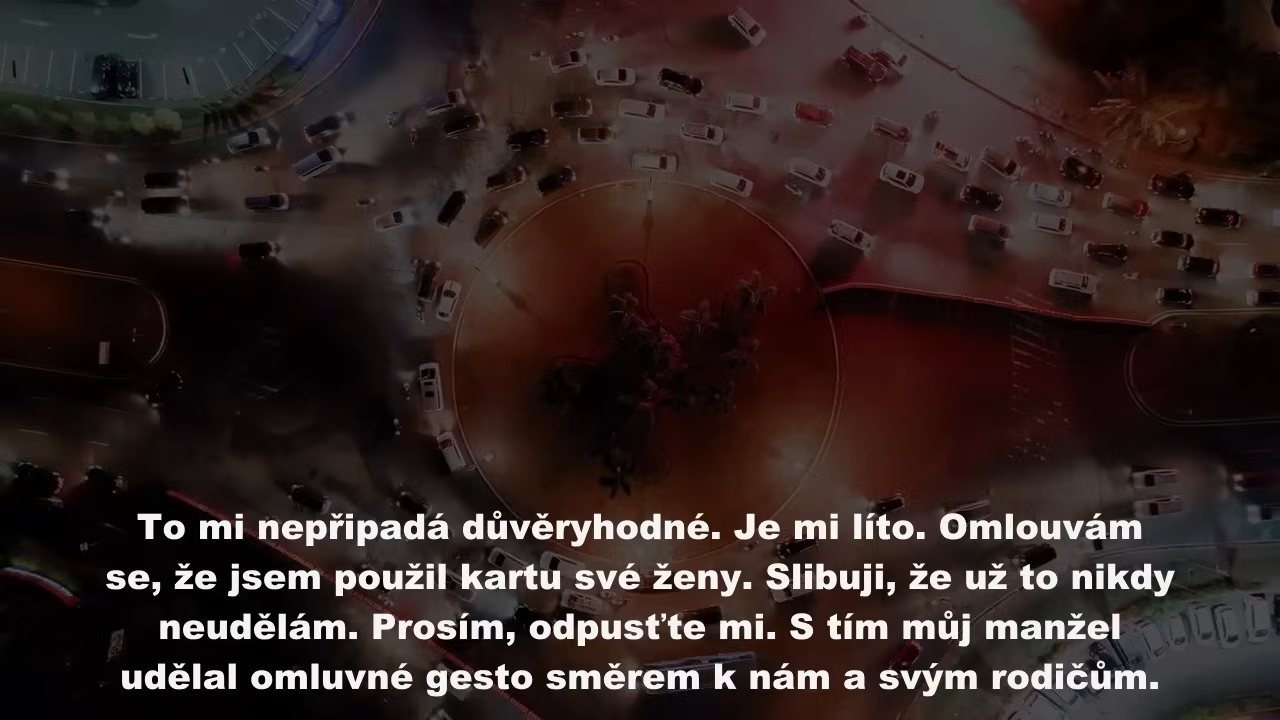 To mi nepřipadá důvěryhodné. Je mi líto. Omlouvám
se, že jsem použil kartu své ženy. Slibuji, že už to nikdy
neudělám. Prosím, odpusťte mi. S tím můj manžel
udělal omluvné gesto směrem k nám a svým rodičům.